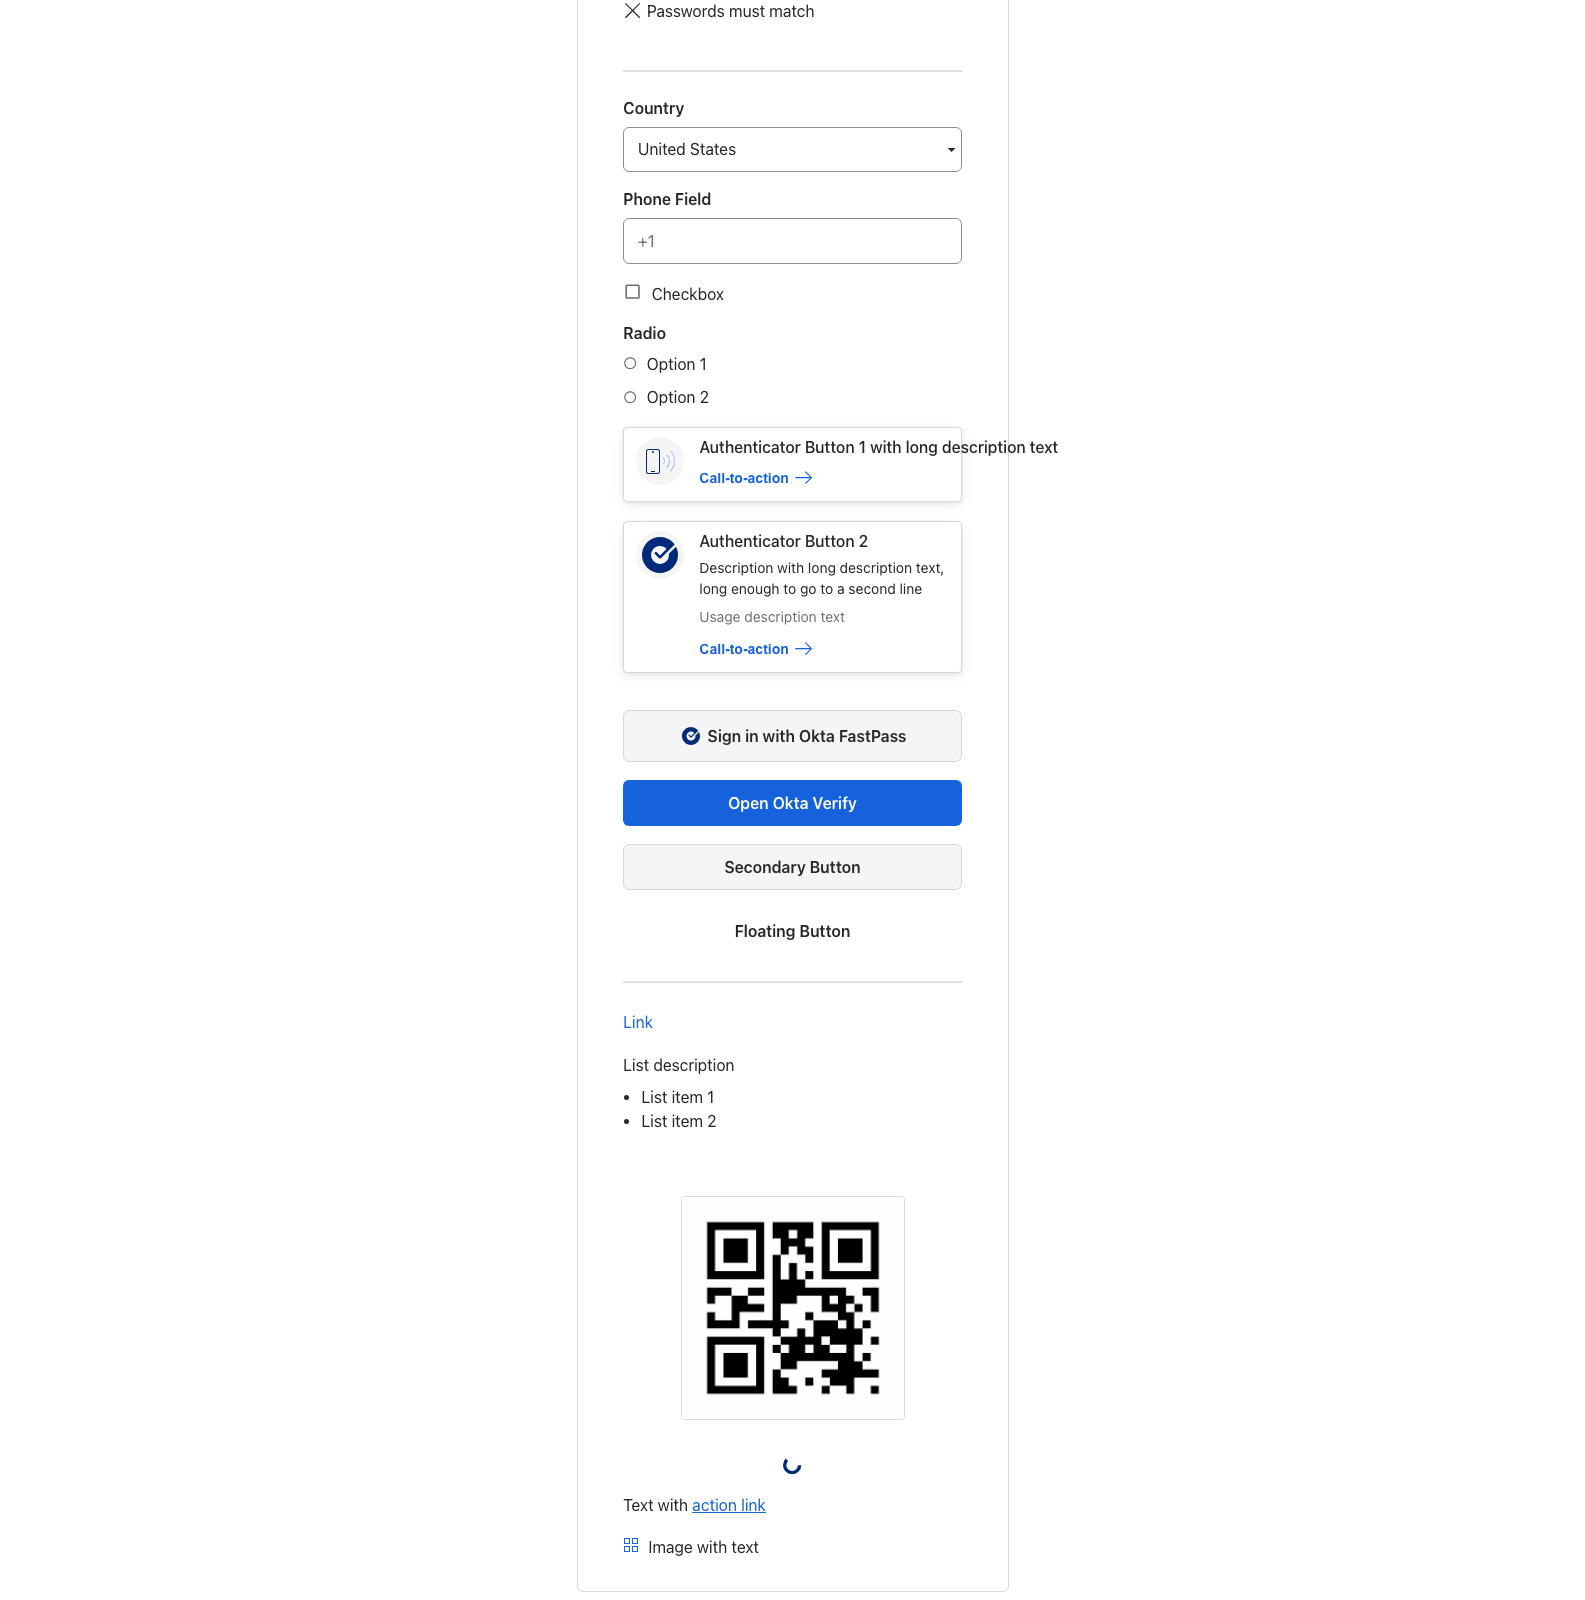 Passwords must match
Country
United States
Phone Field
+1
Checkbox
Radio
Option 1
Option 2
Authenticator Button 1 with long description text
Call-to-action
Authenticator Button 2
Description with long description text,
long enough to go to a second line
Usage description text
Call-to-action
Sign in with Okta FastPass
Open Okta Verify
Secondary Button
Floating Button
Link
List description
List item 1
List item 2
Text with action link
Image with text